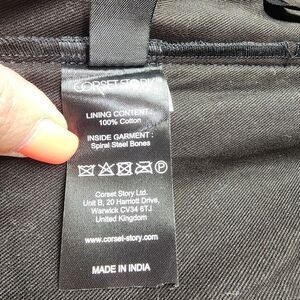 CORSET STORY
LINING CONTENT :
100% Cotton
INSIDE GARMENT :
Spiral Steel Bones
P
Corset Story Ltd.
Unit B, 20 Harriott Drive,
Warwick CV34 6TJ
United Kingdom
www.corset-story.com
MADE IN INDIA